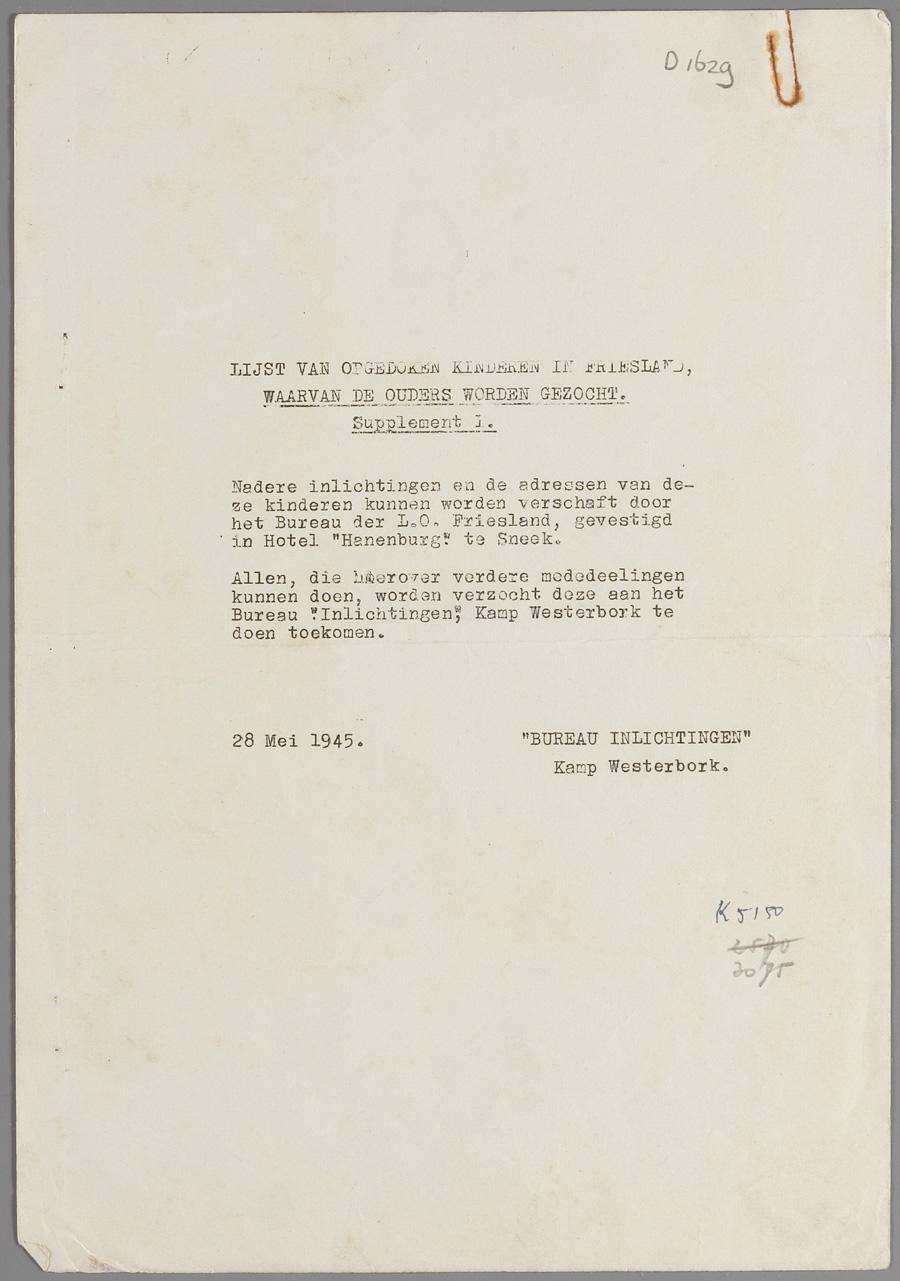 D1629
LIJST VAN OPGEDOKEN KINDEREN IN FRIESLAND,
WAARVAN DE OUDERS WORDEN GEZOCHT.
Supplement I.
Nadere inlichtingen en de adressen van de-
ze kinderen kunnen worden verschaft door
het Bureau der L.O. Friesland, gevestigd
in Hotel "Hanenburg" te Sneek.
Allen, die hierover verdere mededeelingen
kunnen doen, worden verzocht deze aan het
Bureau "Inlichtingen", Kamp Westerbork te
doen toekomen.
28 Mei 1945.
"BUREAU INLICHTINGEN"
Kamp Westerbork.
K 5150